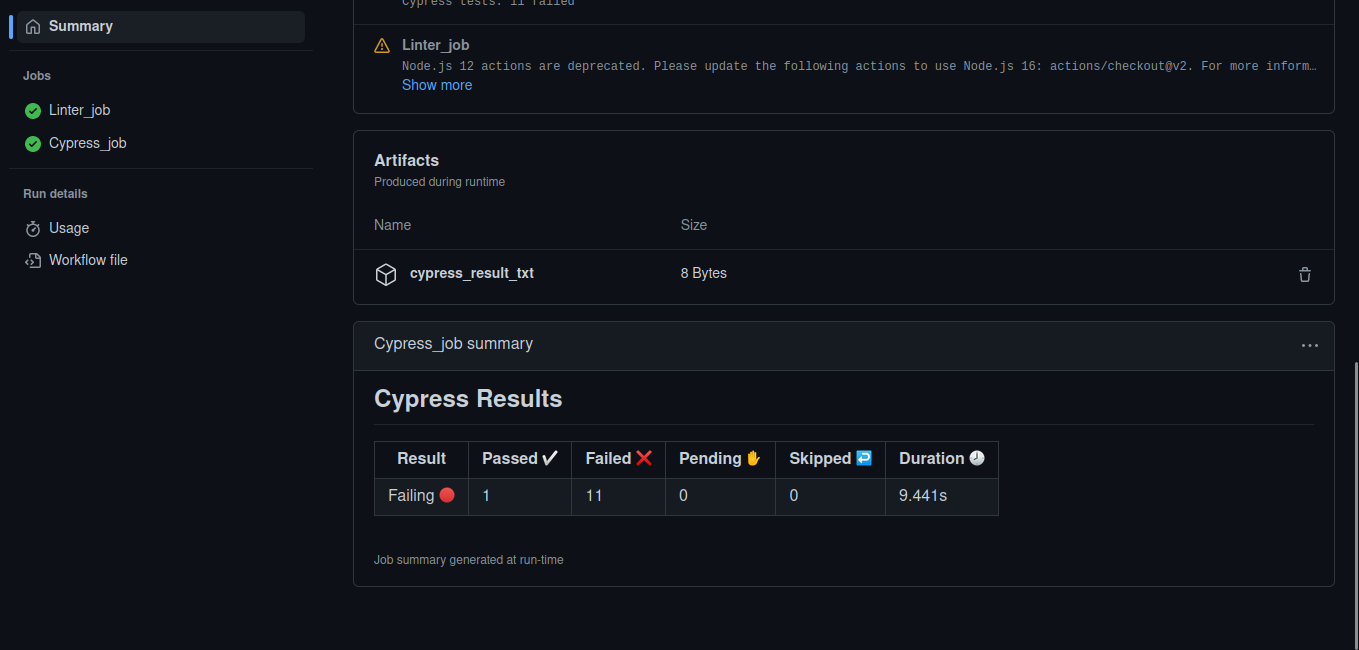 Summary
Jobs
Linter_job
Cypress_job
Run details
Usage
Workflow file
Cypress tests: 11 failed
Linter_job
Node.js 12 actions are deprecated. Please update the following actions to use Node.js 16: actions/checkout@v2. For more inform…
Show more
Artifacts
Produced during runtime
Name Size
cypress_result_txt 8 Bytes
Cypress_job summary
Cypress Results
Result Passed ✔️ Failed ❌ Pending ✋ Skipped ↩️ Duration 🕗
Failing 🔴 1 11 0 0 9.441s
Job summary generated at run-time